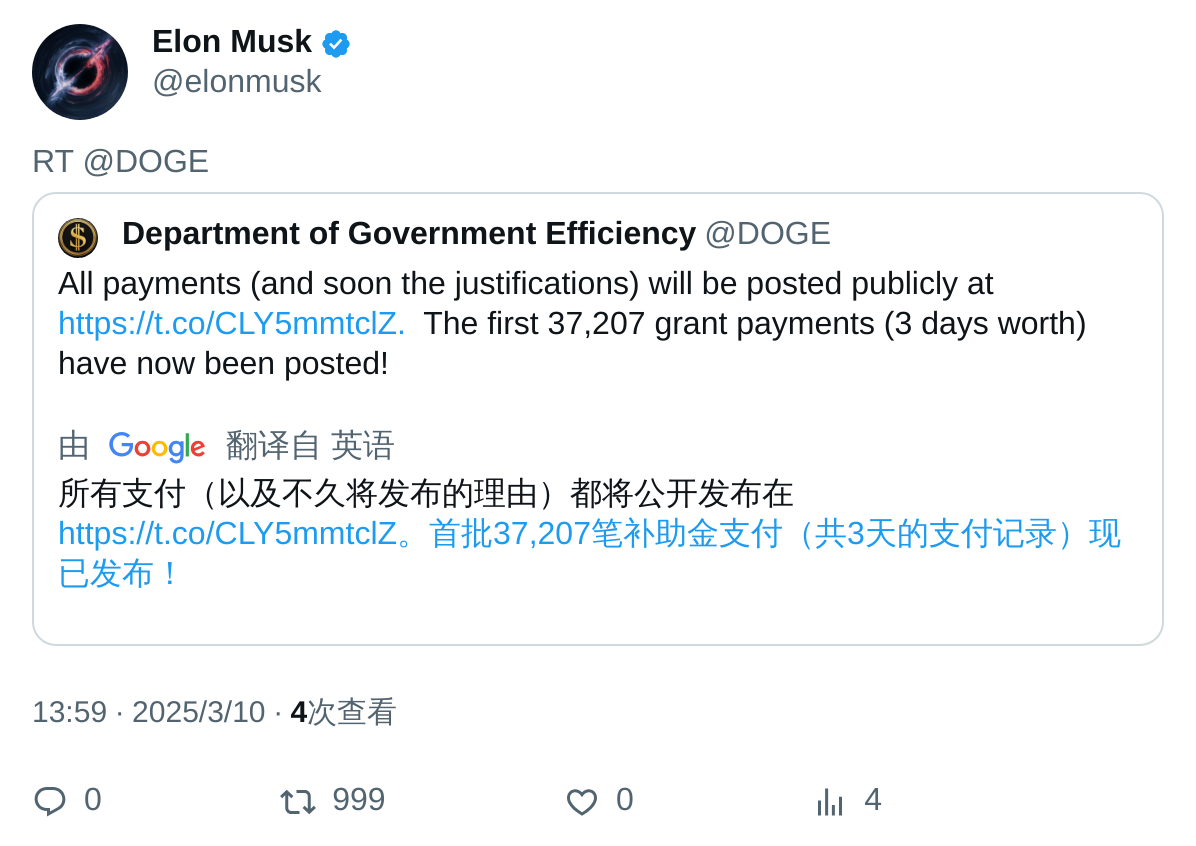 Elon Musk
@elonmusk
RT @DOGE
Department of Government Efficiency @DOGE
All payments (and soon the justifications) will be posted publicly at
https://t.co/CLY5mmtclZ.  The first 37,207 grant payments (3 days worth)
have now been posted!
由 Google 翻译自 英语
所有支付（以及不久将发布的理由）都将公开发布在
https://t.co/CLY5mmtclZ。首批37,207笔补助金支付（共3天的支付记录）现
已发布！
13:59 · 2025/3/10 · 4次查看
0 999 0 4